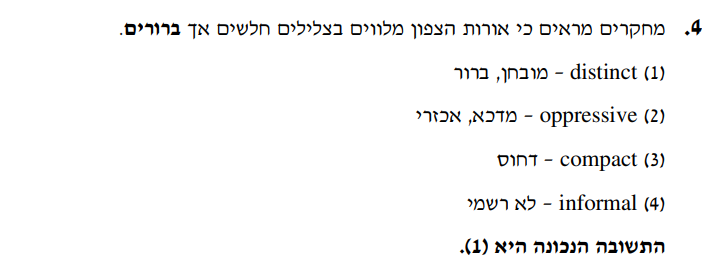 4. מחקרים מראים כי אורות הצפון מלווים בצלילים חלשים אך ברורים.
(1) distinct – מובחן, ברור
(2) oppressive – מדכא, אכזרי
(3) compact – דחוס
(4) informal – לא רשמי
התשובה הנכונה היא (1).